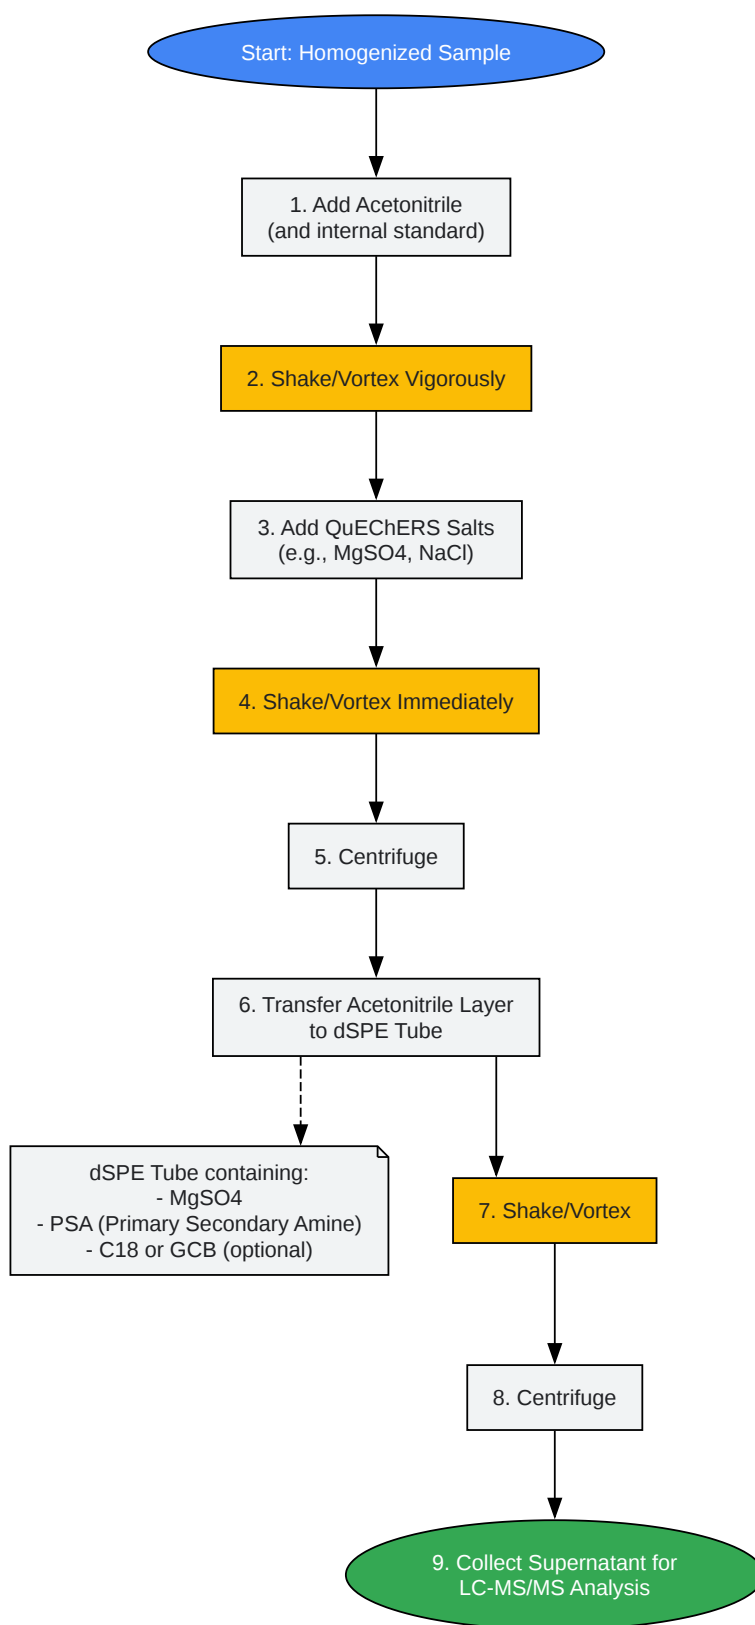 Start: Homogenized Sample
1. Add Acetonitrile
(and internal standard)
2. Shake/Vortex Vigorously
3. Add QuEChERS Salts
(e.g., MgSO4, NaCl)
4. Shake/Vortex Immediately
5. Centrifuge
6. Transfer Acetonitrile Layer
to dSPE Tube
dSPE Tube containing:
- MgSO4
- PSA (Primary Secondary Amine)
- C18 or GCB (optional)
7. Shake/Vortex
8. Centrifuge
9. Collect Supernatant for
LC-MS/MS Analysis